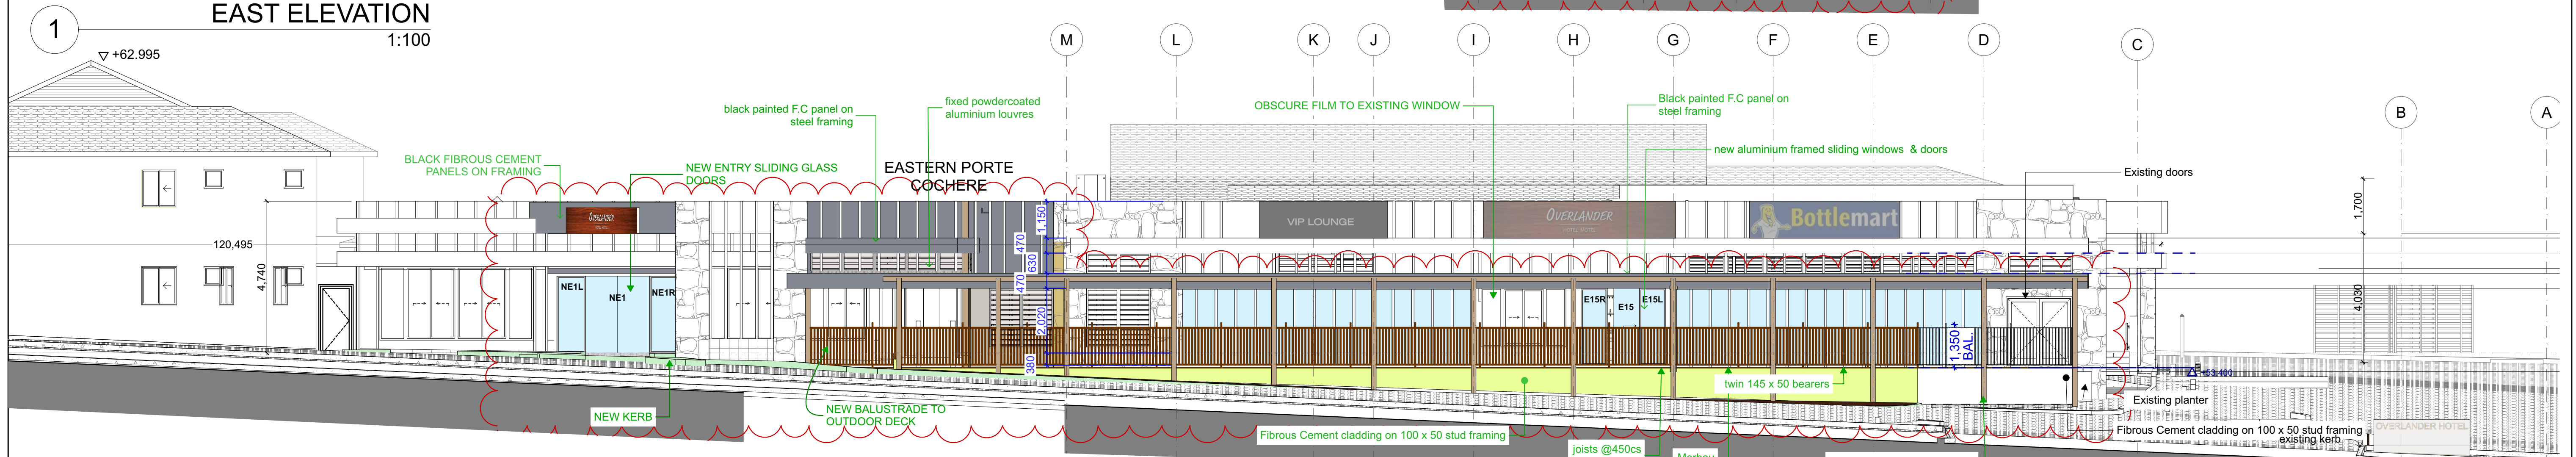 EAST ELEVATION
1
1:100
+62.995
M
L
K
J
I
H
G
F
E
D
C
B
A
black painted F.C panel on
steel framing
fixed powdercoated
aluminium louvres
OBSCURE FILM TO EXISTING WINDOW
Black painted F.C panel on
steel framing
new aluminium framed sliding windows & doors
BLACK FIBROUS CEMENT
PANELS ON FRAMING
NEW ENTRY SLIDING GLASS
DOORS
EASTERN PORTE
COCHERE
Existing doors
1,700
OVERLANDER
1,150
VIP LOUNGE
OVERLANDER
HOTEL MOTEL
Bottlemart
120,495
4,740
470
630
470
2,020
380
4,030
NE1L
NE1
NE1R
E15R
E15
E15L
1,350
BAL.
twin 145 x 50 bearers
+53,400
Existing planter
NEW KERB
NEW BALUSTRADE TO
OUTDOOR DECK
Fibrous Cement cladding on 100 x 50 stud framing
Fibrous Cement cladding on 100 x 50 stud framing
existing kerb
OVERLANDER HOTEL
joists @450cs
Merbau